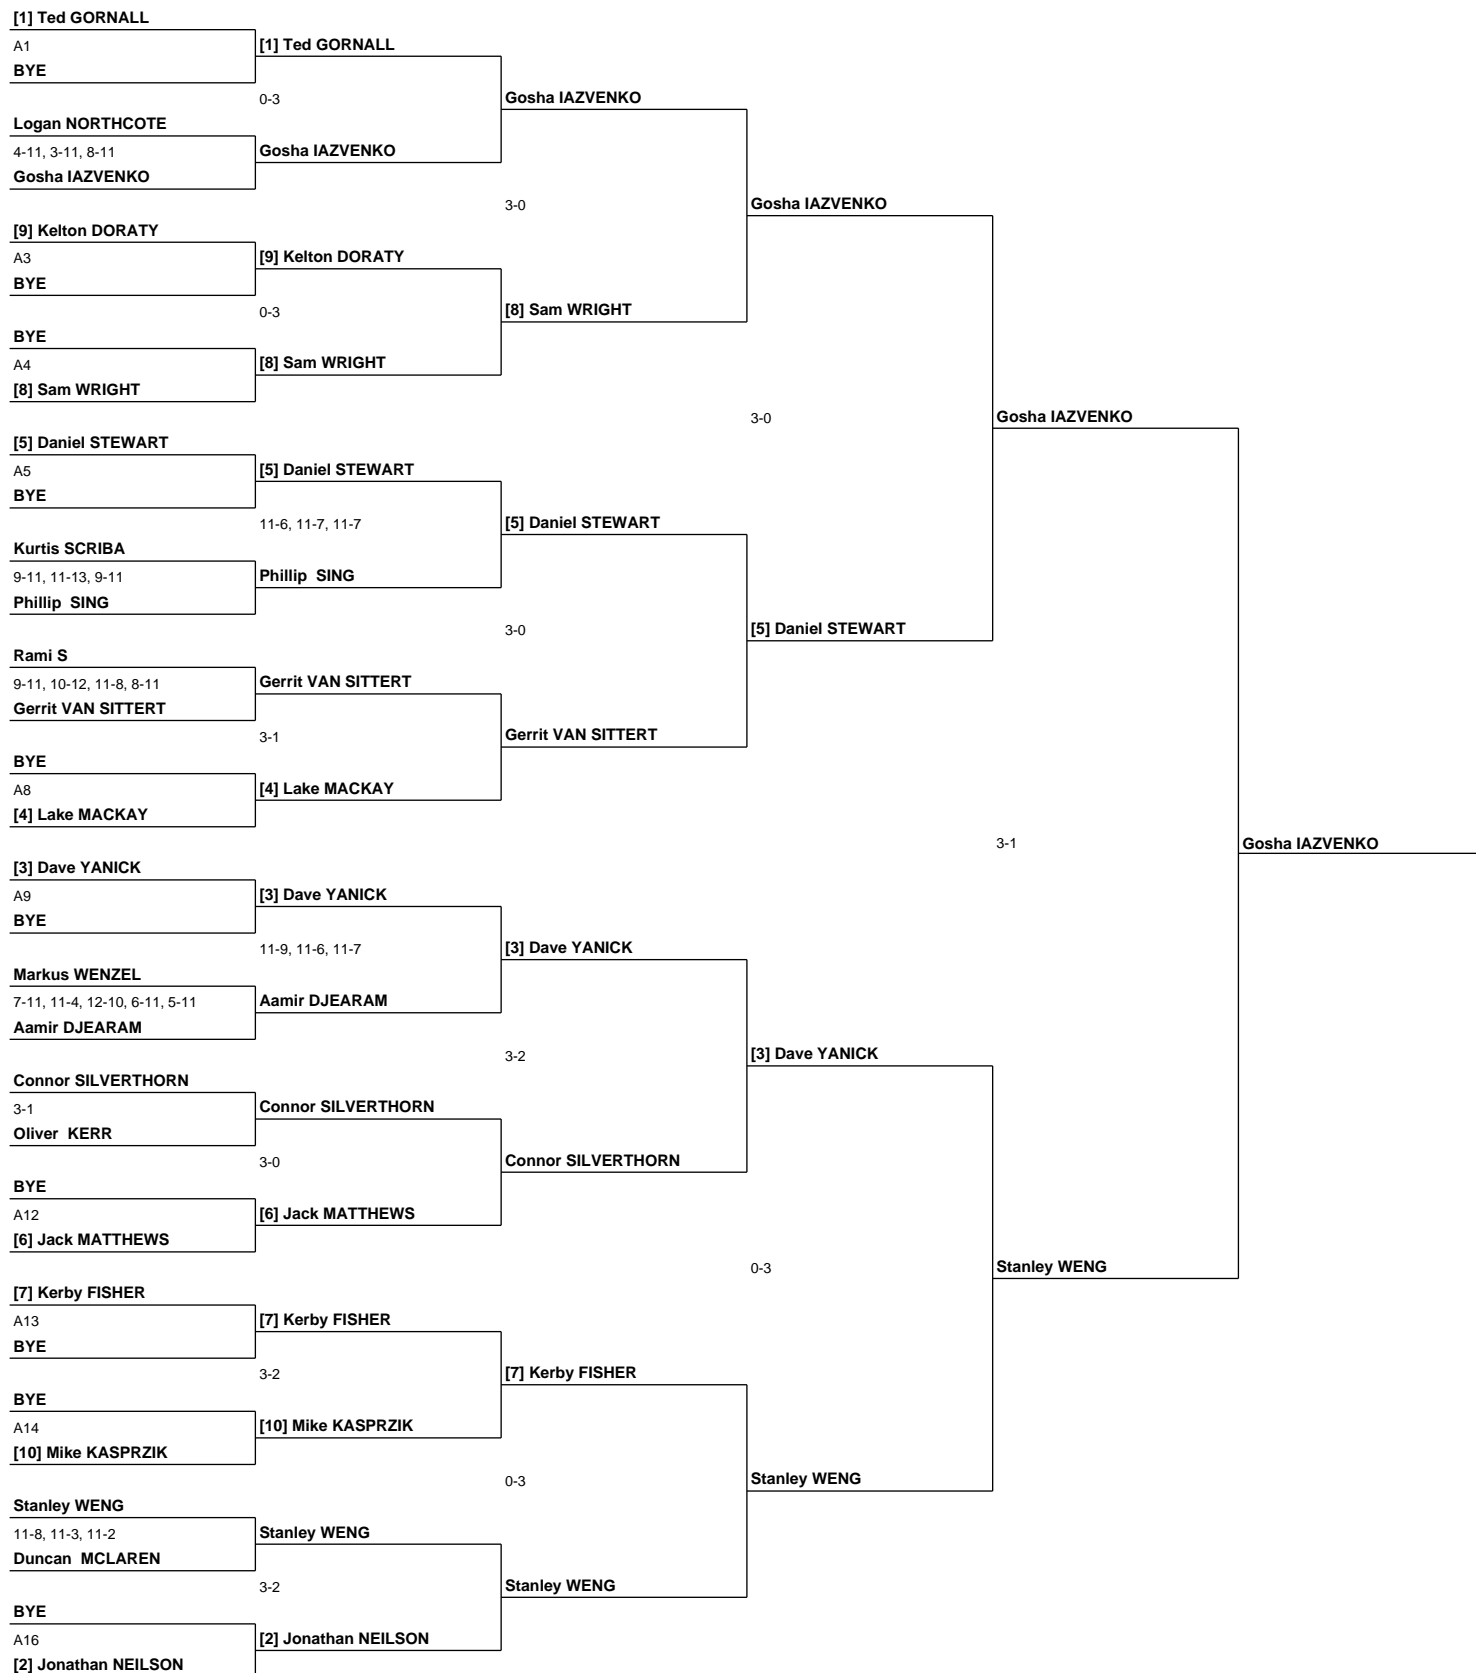 [1] Ted GORNALL
A1
BYE
Logan NORTHCOTE
4-11, 3-11, 8-11
Gosha IAZVENKO
[9] Kelton DORATY
A3
BYE
BYE
A4
[8] Sam WRIGHT
[5] Daniel STEWART
A5
BYE
Kurtis SCRIBA
9-11, 11-13, 9-11
Phillip  SING
Rami S
9-11, 10-12, 11-8, 8-11
Gerrit VAN SITTERT
BYE
A8
[4] Lake MACKAY
[3] Dave YANICK
A9
BYE
Markus WENZEL
7-11, 11-4, 12-10, 6-11, 5-11
Aamir DJEARAM
Connor SILVERTHORN
3-1
Oliver  KERR
BYE
A12
[6] Jack MATTHEWS
[7] Kerby FISHER
A13
BYE
BYE
A14
[10] Mike KASPRZIK
Stanley WENG
11-8, 11-3, 11-2
Duncan  MCLAREN
BYE
A16
[2] Jonathan NEILSON
[1] Ted GORNALL
0-3
Gosha IAZVENKO
[9] Kelton DORATY
0-3
[8] Sam WRIGHT
[5] Daniel STEWART
11-6, 11-7, 11-7
Phillip  SING
Gerrit VAN SITTERT
3-1
[4] Lake MACKAY
[3] Dave YANICK
11-9, 11-6, 11-7
Aamir DJEARAM
Connor SILVERTHORN
3-0
[6] Jack MATTHEWS
[7] Kerby FISHER
3-2
[10] Mike KASPRZIK
Stanley WENG
3-2
[2] Jonathan NEILSON
Gosha IAZVENKO
3-0
[8] Sam WRIGHT
[5] Daniel STEWART
3-0
Gerrit VAN SITTERT
[3] Dave YANICK
3-2
Connor SILVERTHORN
[7] Kerby FISHER
0-3
Stanley WENG
Gosha IAZVENKO
3-0
[5] Daniel STEWART
[3] Dave YANICK
0-3
Stanley WENG
Gosha IAZVENKO
3-1
Stanley WENG
Gosha IAZVENKO